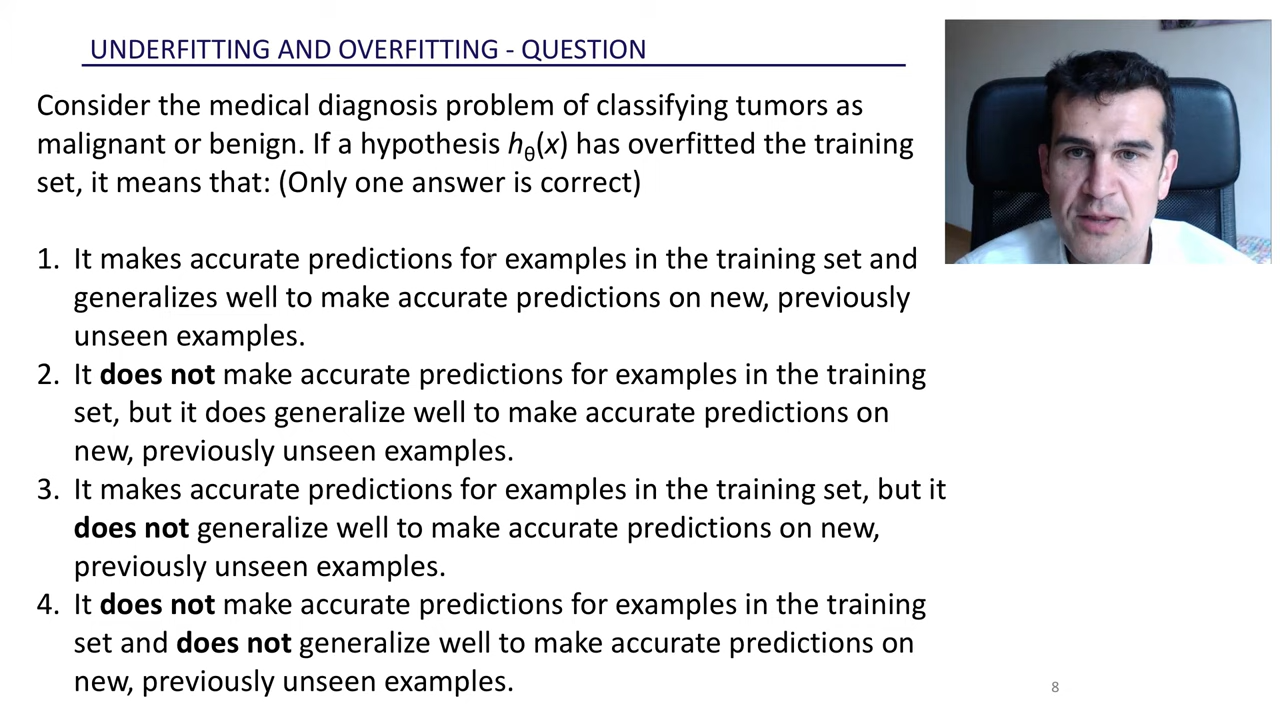 UNDERFITTING AND OVERFITTING - QUESTION
Consider the medical diagnosis problem of classifying tumors as
malignant or benign. If a hypothesis hθ(x) has overfitted the training
set, it means that: (Only one answer is correct)
1. It makes accurate predictions for examples in the training set and
generalizes well to make accurate predictions on new, previously
unseen examples.
2. It does not make accurate predictions for examples in the training
set, but it does generalize well to make accurate predictions on
new, previously unseen examples.
3. It makes accurate predictions for examples in the training set, but it
does not generalize well to make accurate predictions on new,
previously unseen examples.
4. It does not make accurate predictions for examples in the training
set and does not generalize well to make accurate predictions on
new, previously unseen examples.
8